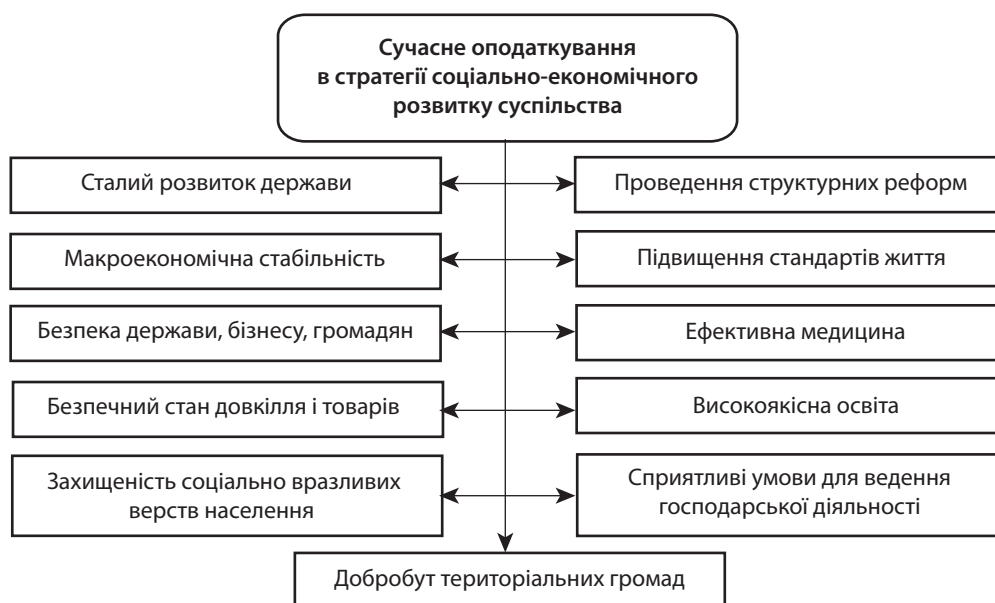 Сучасне оподаткування
в стратегії соціально-економічного
розвитку суспільства
Сталий розвиток держави
Проведення структурних реформ
Макроекономічна стабільність
Підвищення стандартів життя
Безпека держави, бізнесу, громадян
Ефективна медицина
Безпечний стан довкілля і товарів
Високоякісна освіта
Захищеність соціально вразливих
верств населення
Сприятливі умови для ведення
господарської діяльності
Добробут територіальних громад